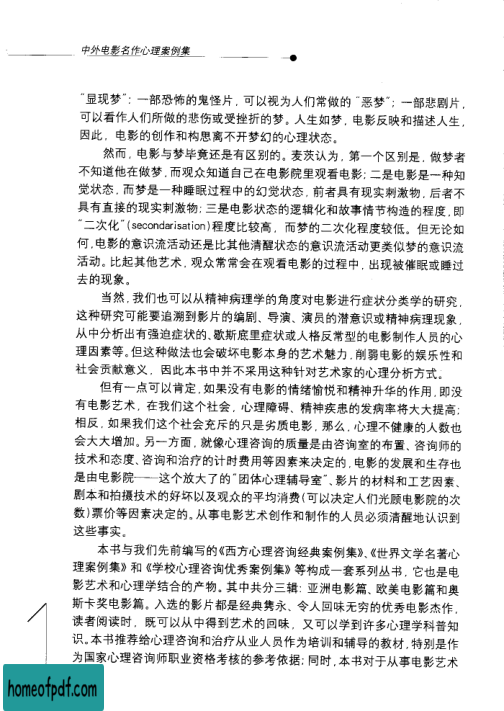 中外电影名作心理案例集
“显现梦”；一部恐怖的鬼怪片，可以视为人们常做的“恶梦”；一部悲剧片，
可以看作人们所做的悲伤或受挫折的梦。人生如梦，电影反映和描述人生，
因此，电影的创作和构思离不开梦幻的心理状态。
然而，电影与梦毕竟还是有区别的。麦茨认为，第一个区别是，做梦者
不知道他在做梦，而观众知道自己在电影院里观看电影；二是电影是一种知
觉状态，而梦是一种睡眠过程中的幻觉状态，前者具有现实刺激物，后者不
具有直接的现实刺激物；三是电影状态的逻辑化和故事情节构造的程度，即
“二次化”(secondarisation)程度比较高，而梦的二次化程度较低。但无论如
何，电影的意识流活动还是比其他清醒状态的意识流活动更类似梦的意识流
活动。比起其他艺术，观众常常会在观看电影的过程中，出现被催眠或睡过
去的现象。
当然，我们也可以从精神病理学的角度对电影进行症状分类学的研究，
这种研究可能要追溯到影片的编剧、导演、演员的潜意识或精神病理现象，
从中分析出有强迫症状的、歇斯底里症状或人格反常型的电影制作人员的心
理因素等。但这种做法也会破坏电影本身的艺术魅力，削弱电影的娱乐性和
社会贡献意义，因此本书中并不采用这种针对艺术家的心理分析方式。
但有一点可以肯定，如果没有电影的情绪愉悦和精神升华的作用，即没
有电影艺术，在我们这个社会，心理障碍、精神疾患的发病率将大大提高；
相反，如果我们这个社会充斥的只是劣质电影，那么，心理不健康的人数也
会大大增加。另一方面，就像心理咨询的质量是由咨询室的布置、咨询师的
技术和态度、咨询和治疗的计时费用等因素来决定的，电影的发展和生存也
是由电影院——这个放大了的“团体心理辅导室”、影片的材料和工艺因素、
剧本和拍摄技术的好坏以及观众的平均消费(可以决定人们光顾电影院的次
数)票价等因素决定的。从事电影艺术创作和制作的人员必须清醒地认识到
这些事实。
本书与我们先前编写的《西方心理咨询经典案例集》、《世界文学名著心
理案例集》和《学校心理咨询优秀案例集》等构成一套系列丛书，它也是电
影艺术和心理学结合的产物。其中共分三辑：亚洲电影篇、欧美电影篇和奥
斯卡奖电影篇。入选的影片都是经典隽永、令人回味无穷的优秀电影杰作，
读者阅读时，既可以从中得到艺术的回味，又可以学到许多心理学科普知
识。本书推荐给心理咨询和治疗从业人员作为培训和辅导的教材，特别是作
为国家心理咨询师职业资格考核的参考依据；同时，本书对于从事电影艺术
1
homeofpdf.com